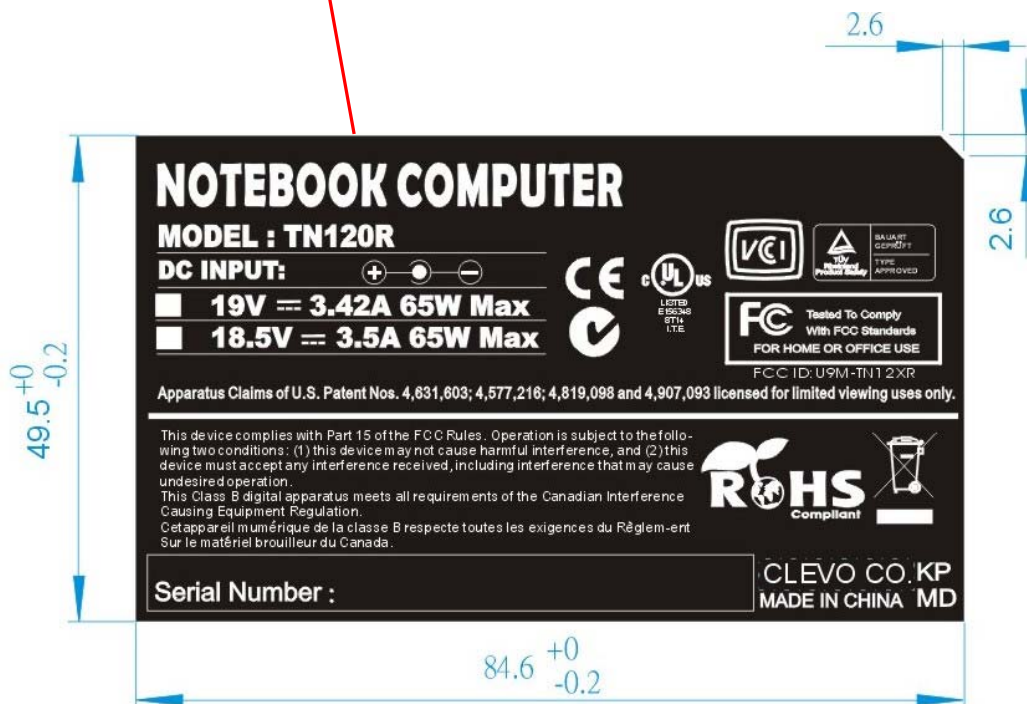 2.6
2.6
NOTEBOOK COMPUTER
MODEL : TN120R
DC INPUT:
19V 3.42A 65W Max
18.5V 3.5A 65W Max
CE
C UL US
LISTED
E156348
8T14
I.T.E.
VCI
TÜV
Rheinland
Product Safety
BAUART
GEPRÜFT
TYPE
APPROVED
FC Tested To Comply
With FCC Standards
FOR HOME OR OFFICE USE
FCC ID: U9M-TN12XR
Apparatus Claims of U.S. Patent Nos. 4,631,603; 4,577,216; 4,819,098 and 4,907,093 licensed for limited viewing uses only.
This device complies with Part 15 of the FCC Rules. Operation is subject to the follo-
wing two conditions: (1) this device may not cause harmful interference, and (2) this
device must accept any interference received, including interference that may cause
undesired operation.
This Class B digital apparatus meets all requirements of the Canadian Interference
Causing Equipment Regulation.
Cetappareil mumérique de la classe B respecte toutes les exigences du Rêglem-ent
Sur le matériel brouilleur du Canada.
RoHS
Compliant
Serial Number :
CLEVO CO. KP
MADE IN CHINA MD
49.5 +0
-0.2
84.6 +0
-0.2